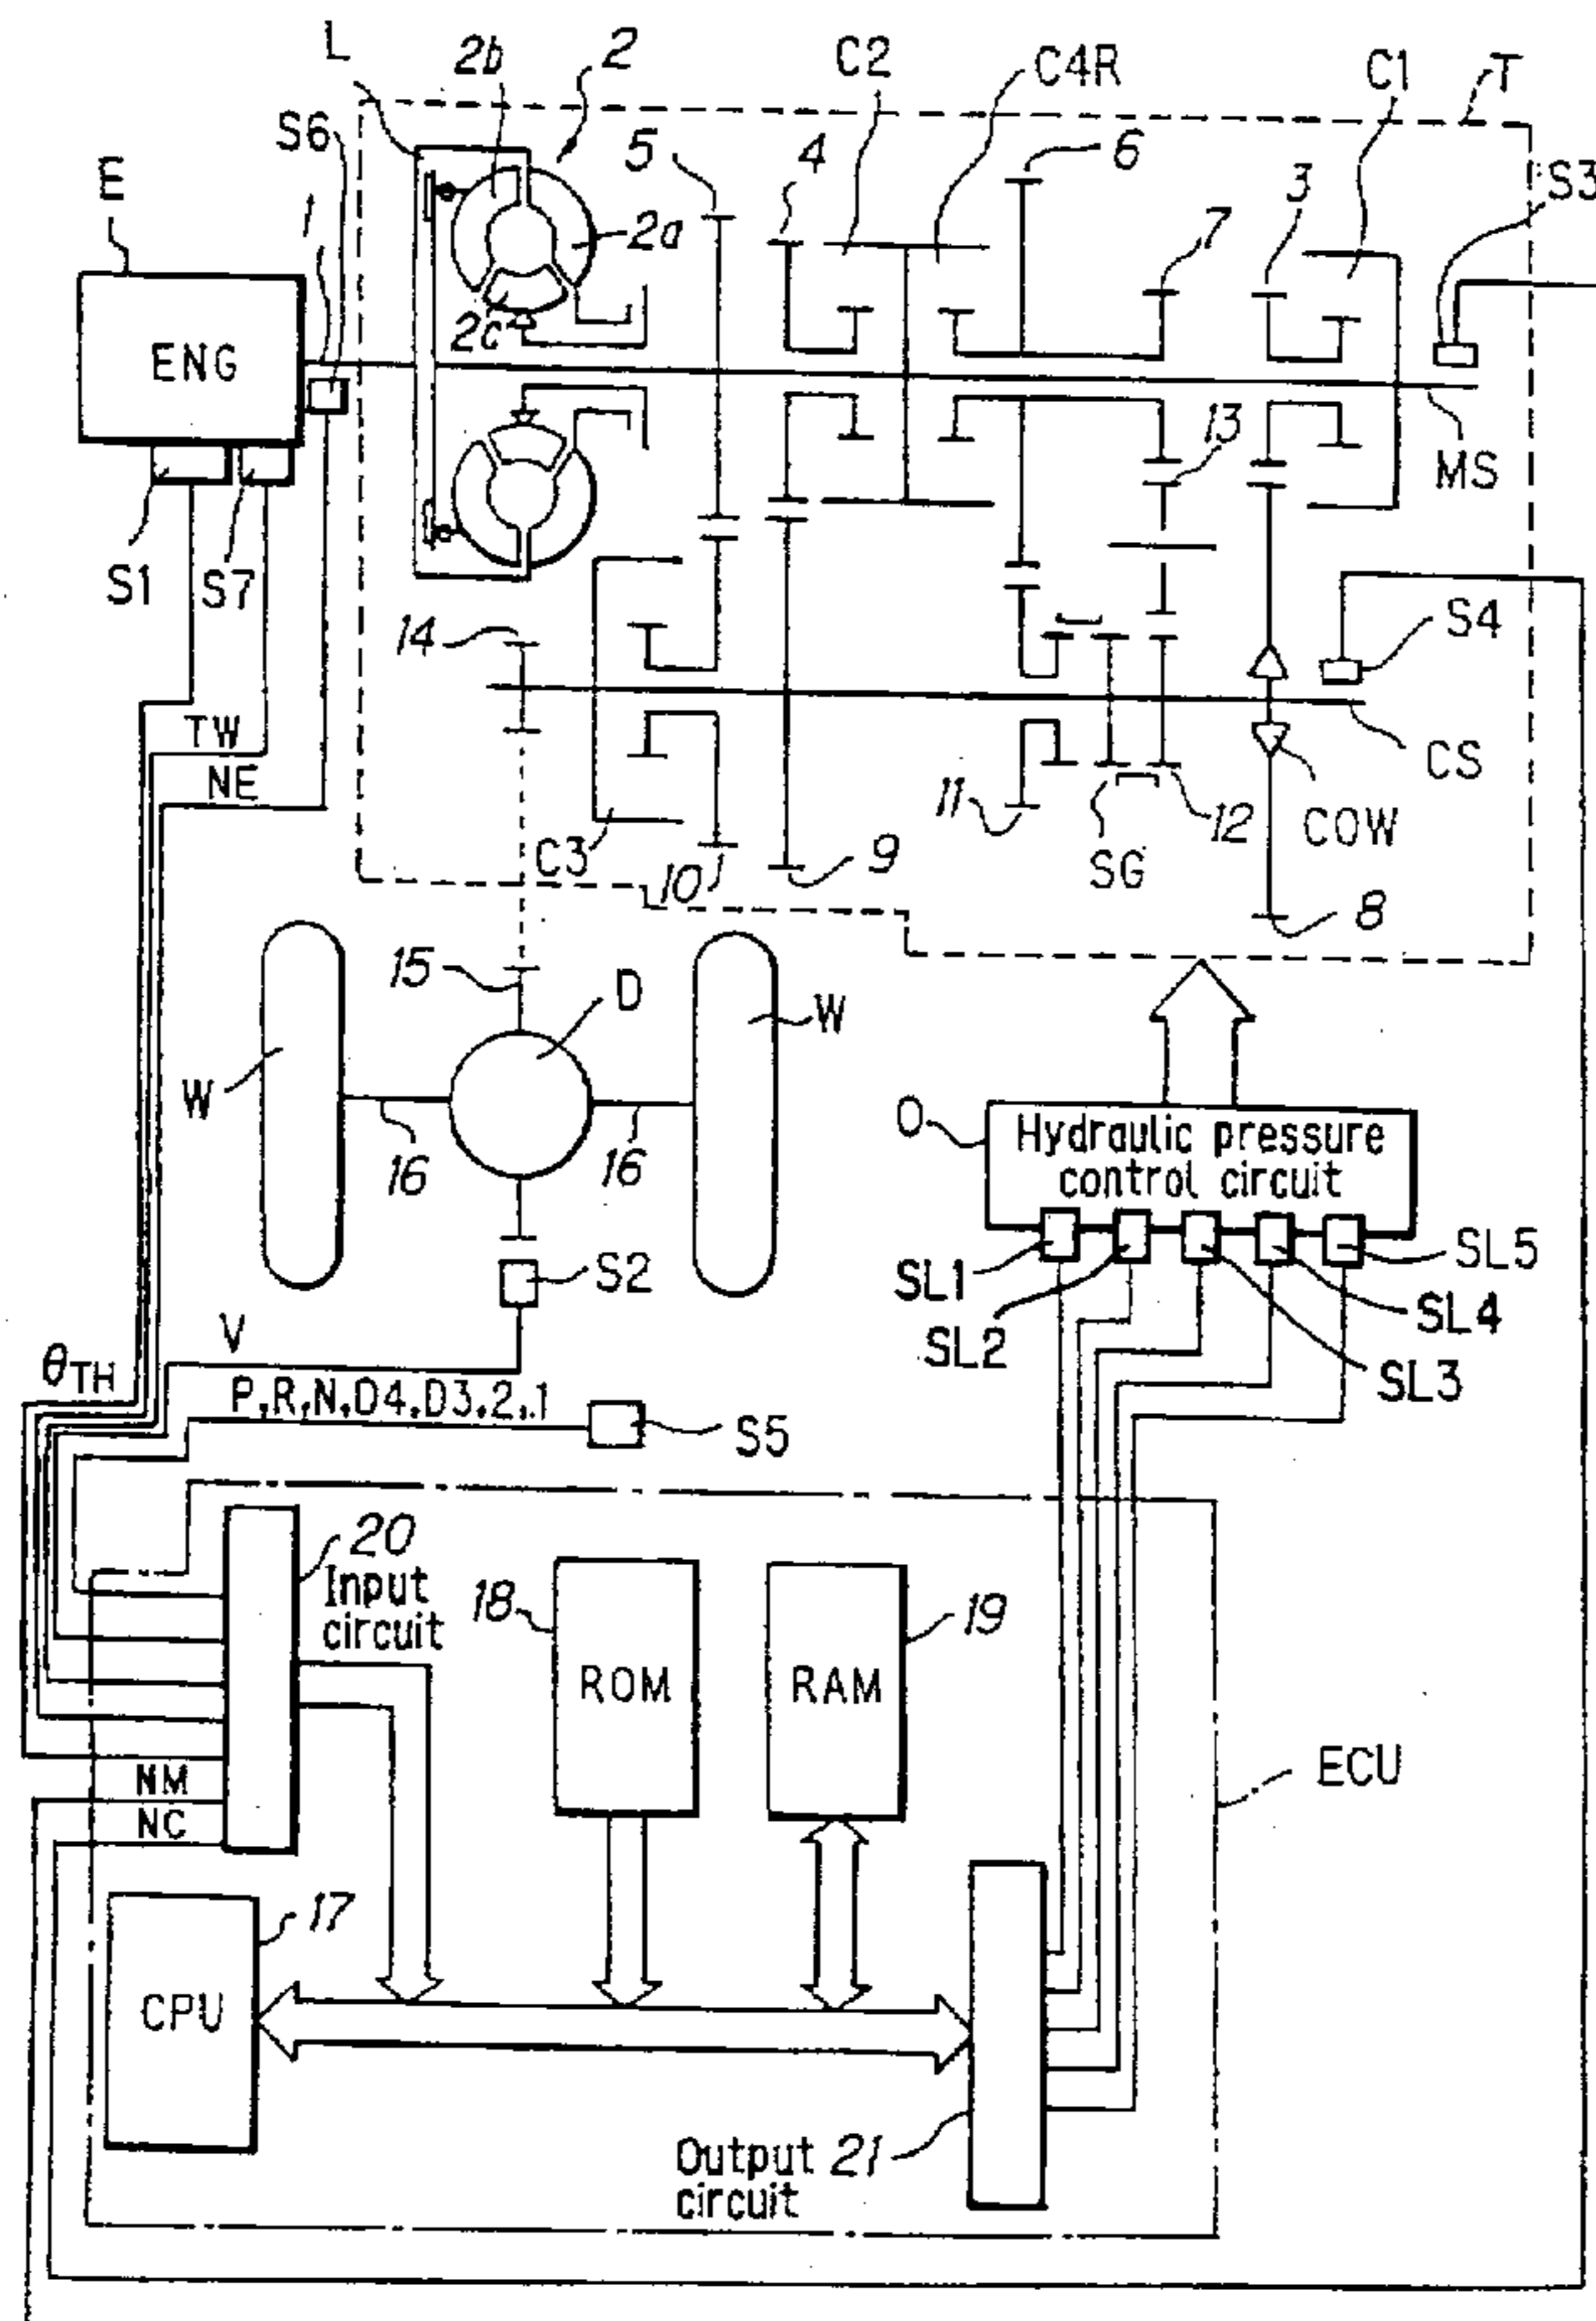 L
2b
2
C2
C4R
C1
T
S6
1
5
4
6
3
S3
E
2a
7
ENG
2c
13
MS
S1
S7
14
S4
TW
NE
CS
C3
10
9
11
SG
12
COW
8
15
D
W
W
16
16
O
Hydraulic pressure
control circuit
S2
SL1
SL2
SL5
SL4
SL3
V
θTH
P,R,N,D4,D3,2,1
S5
20
Input
circuit
18
19
ROM
RAM
NM
NC
ECU
17
CPU
Output 21
circuit